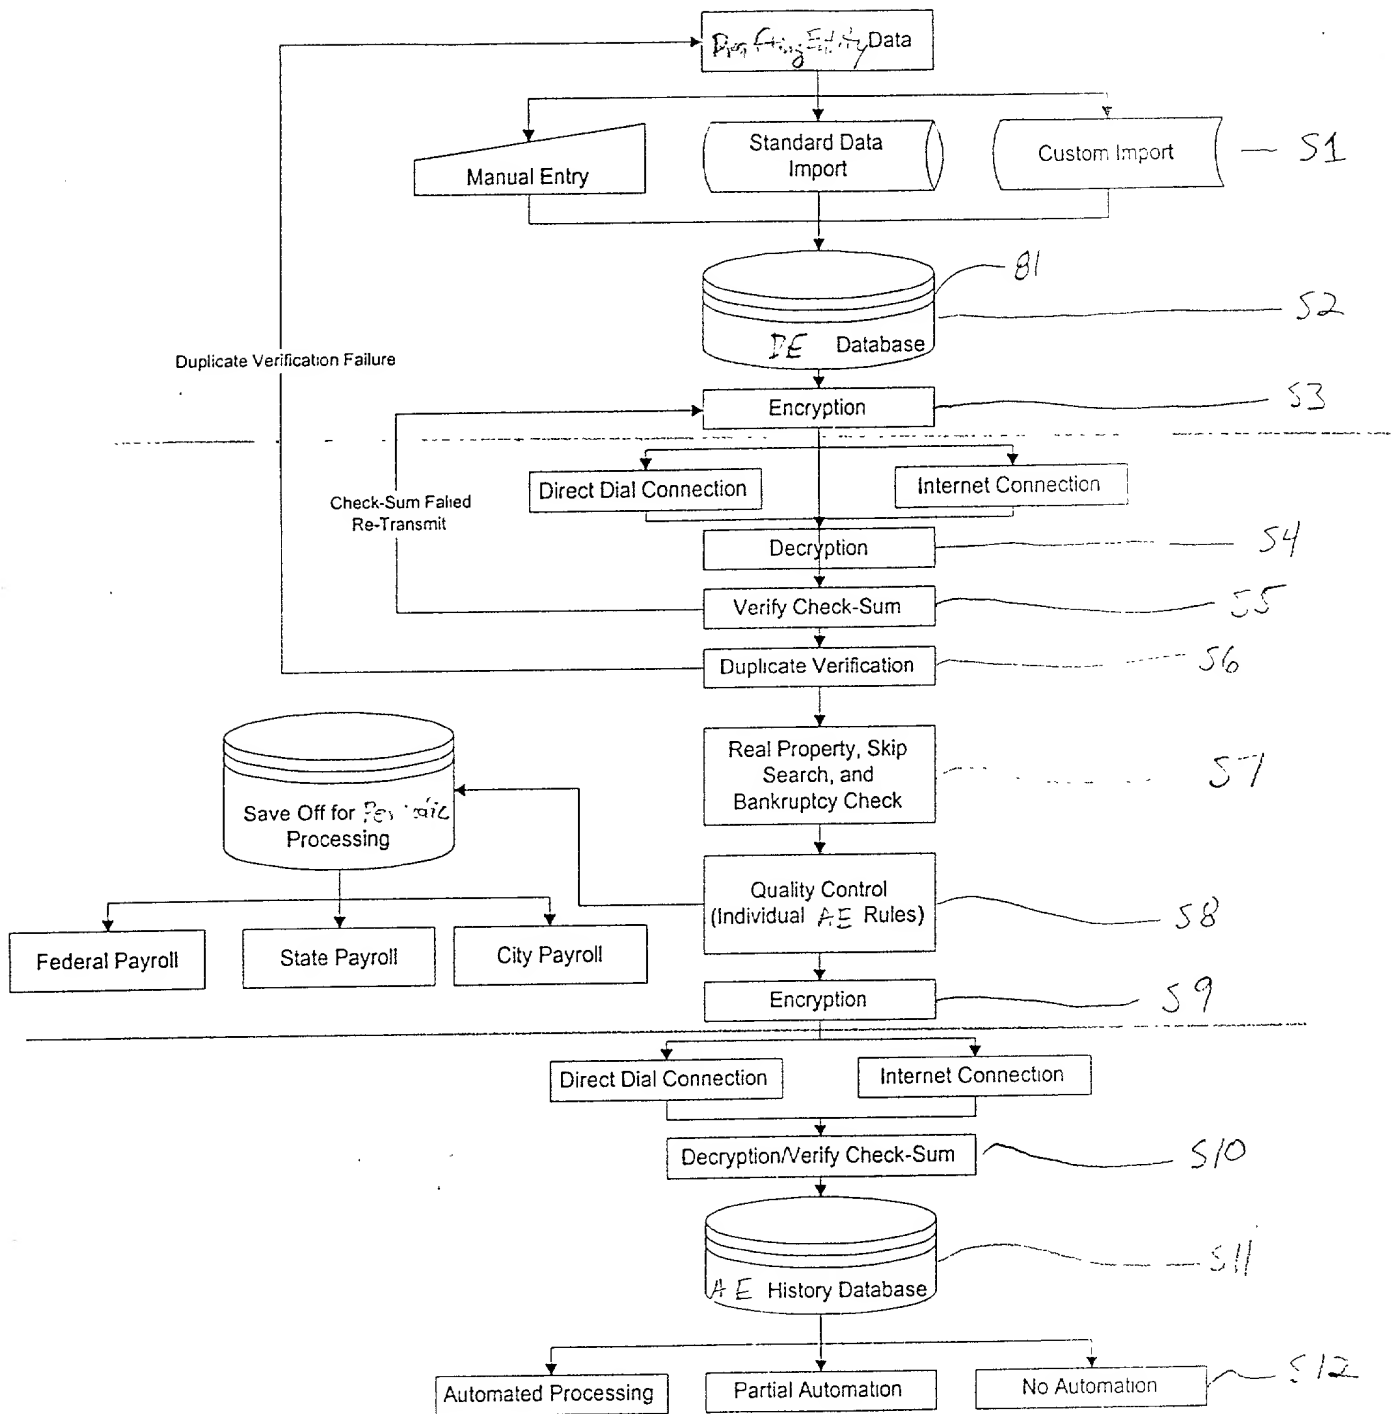 Drafting Entity Data
Manual Entry
Standard Data
Import
Custom Import
S1
81
S2
DE Database
Duplicate Verification Failure
Encryption
S3
Direct Dial Connection
Internet Connection
Check-Sum Failed
Re-Transmit
Decryption
S4
Verify Check-Sum
S5
Duplicate Verification
S6
Real Property, Skip
Search, and
Bankruptcy Check
S7
Save Off for Periodic
Processing
Quality Control
(Individual AE Rules)
S8
Federal Payroll
State Payroll
City Payroll
Encryption
S9
Direct Dial Connection
Internet Connection
Decryption/Verify Check-Sum
S10
AE History Database
S11
Automated Processing
Partial Automation
No Automation
S12